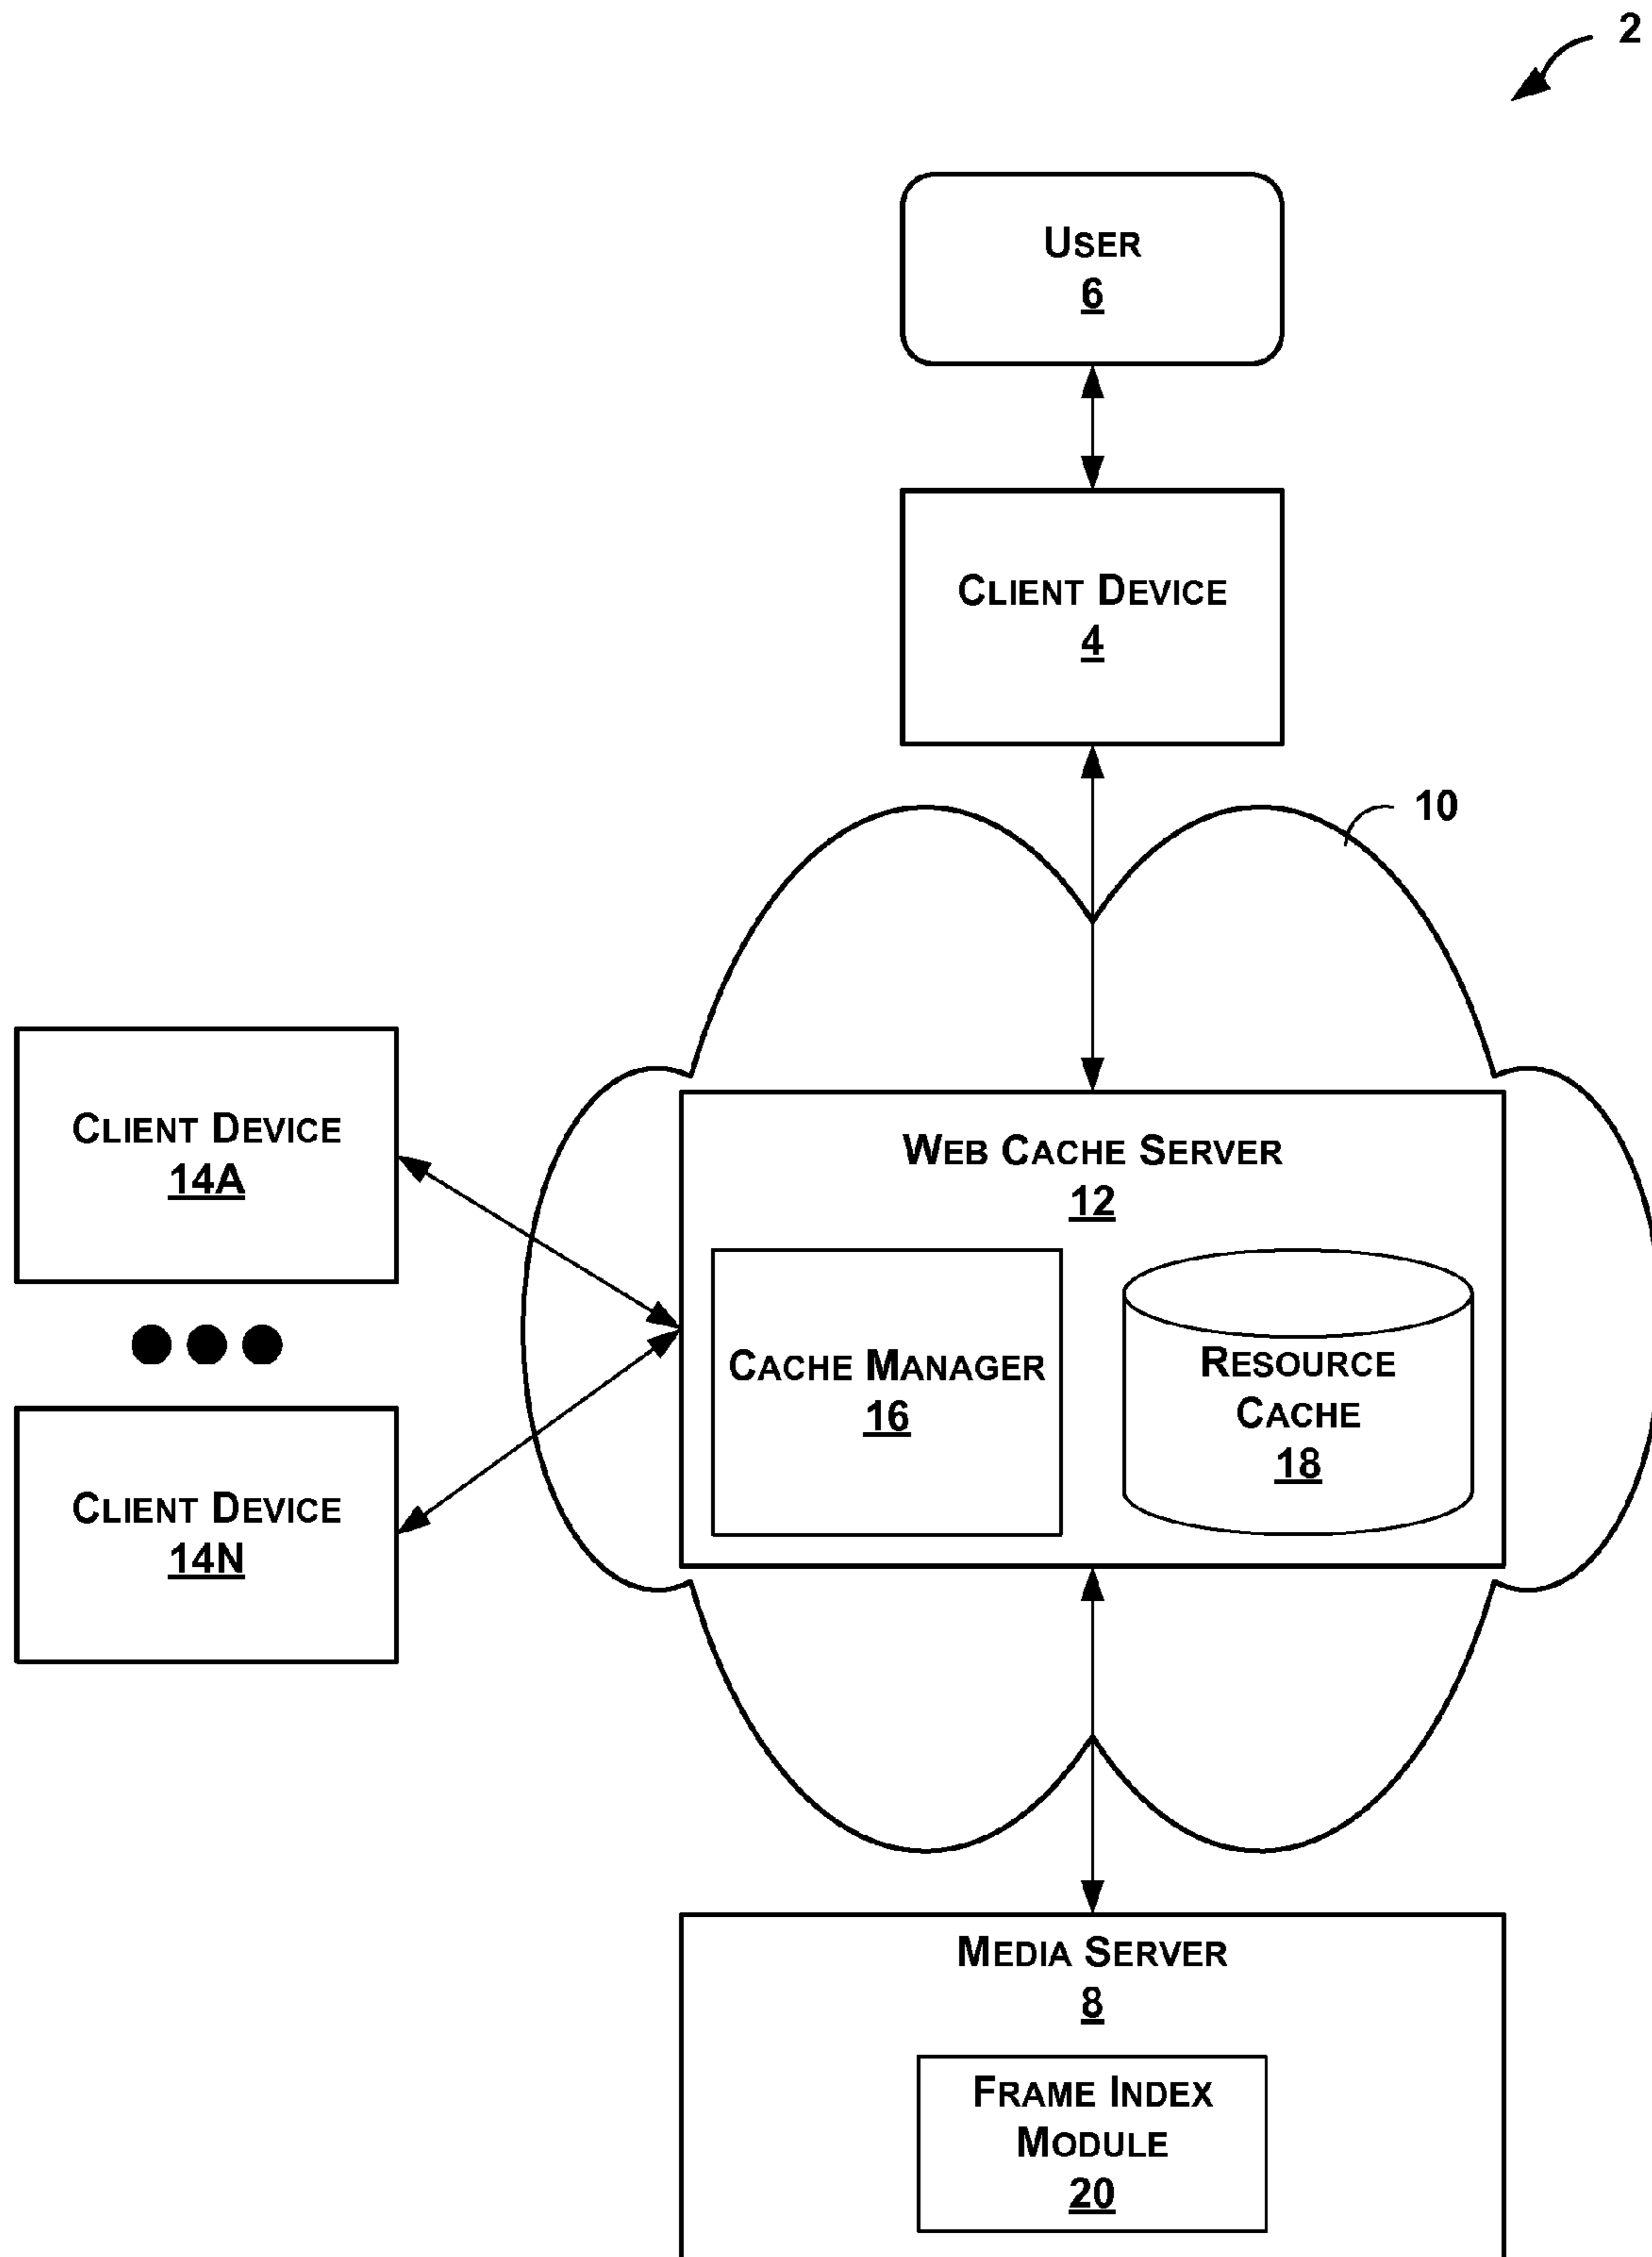 2
USER
6
CLIENT DEVICE
4
10
CLIENT DEVICE
14A
WEB CACHE SERVER
12
CACHE MANAGER
16
RESOURCE
CACHE
18
CLIENT DEVICE
14N
MEDIA SERVER
8
FRAME INDEX
MODULE
20